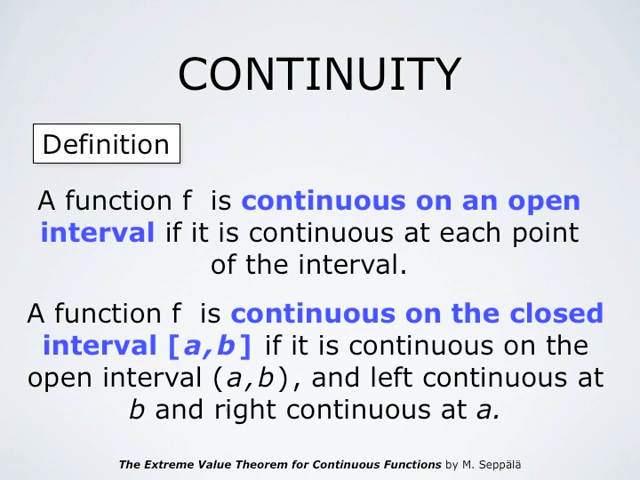 CONTINUITY
Definition
A function f is continuous on an open
interval if it is continuous at each point
of the interval.
A function f is continuous on the closed
interval [a,b] if it is continuous on the
open interval (a,b), and left continuous at
b and right continuous at a.
The Extreme Value Theorem for Continuous Functions by M. Seppälä